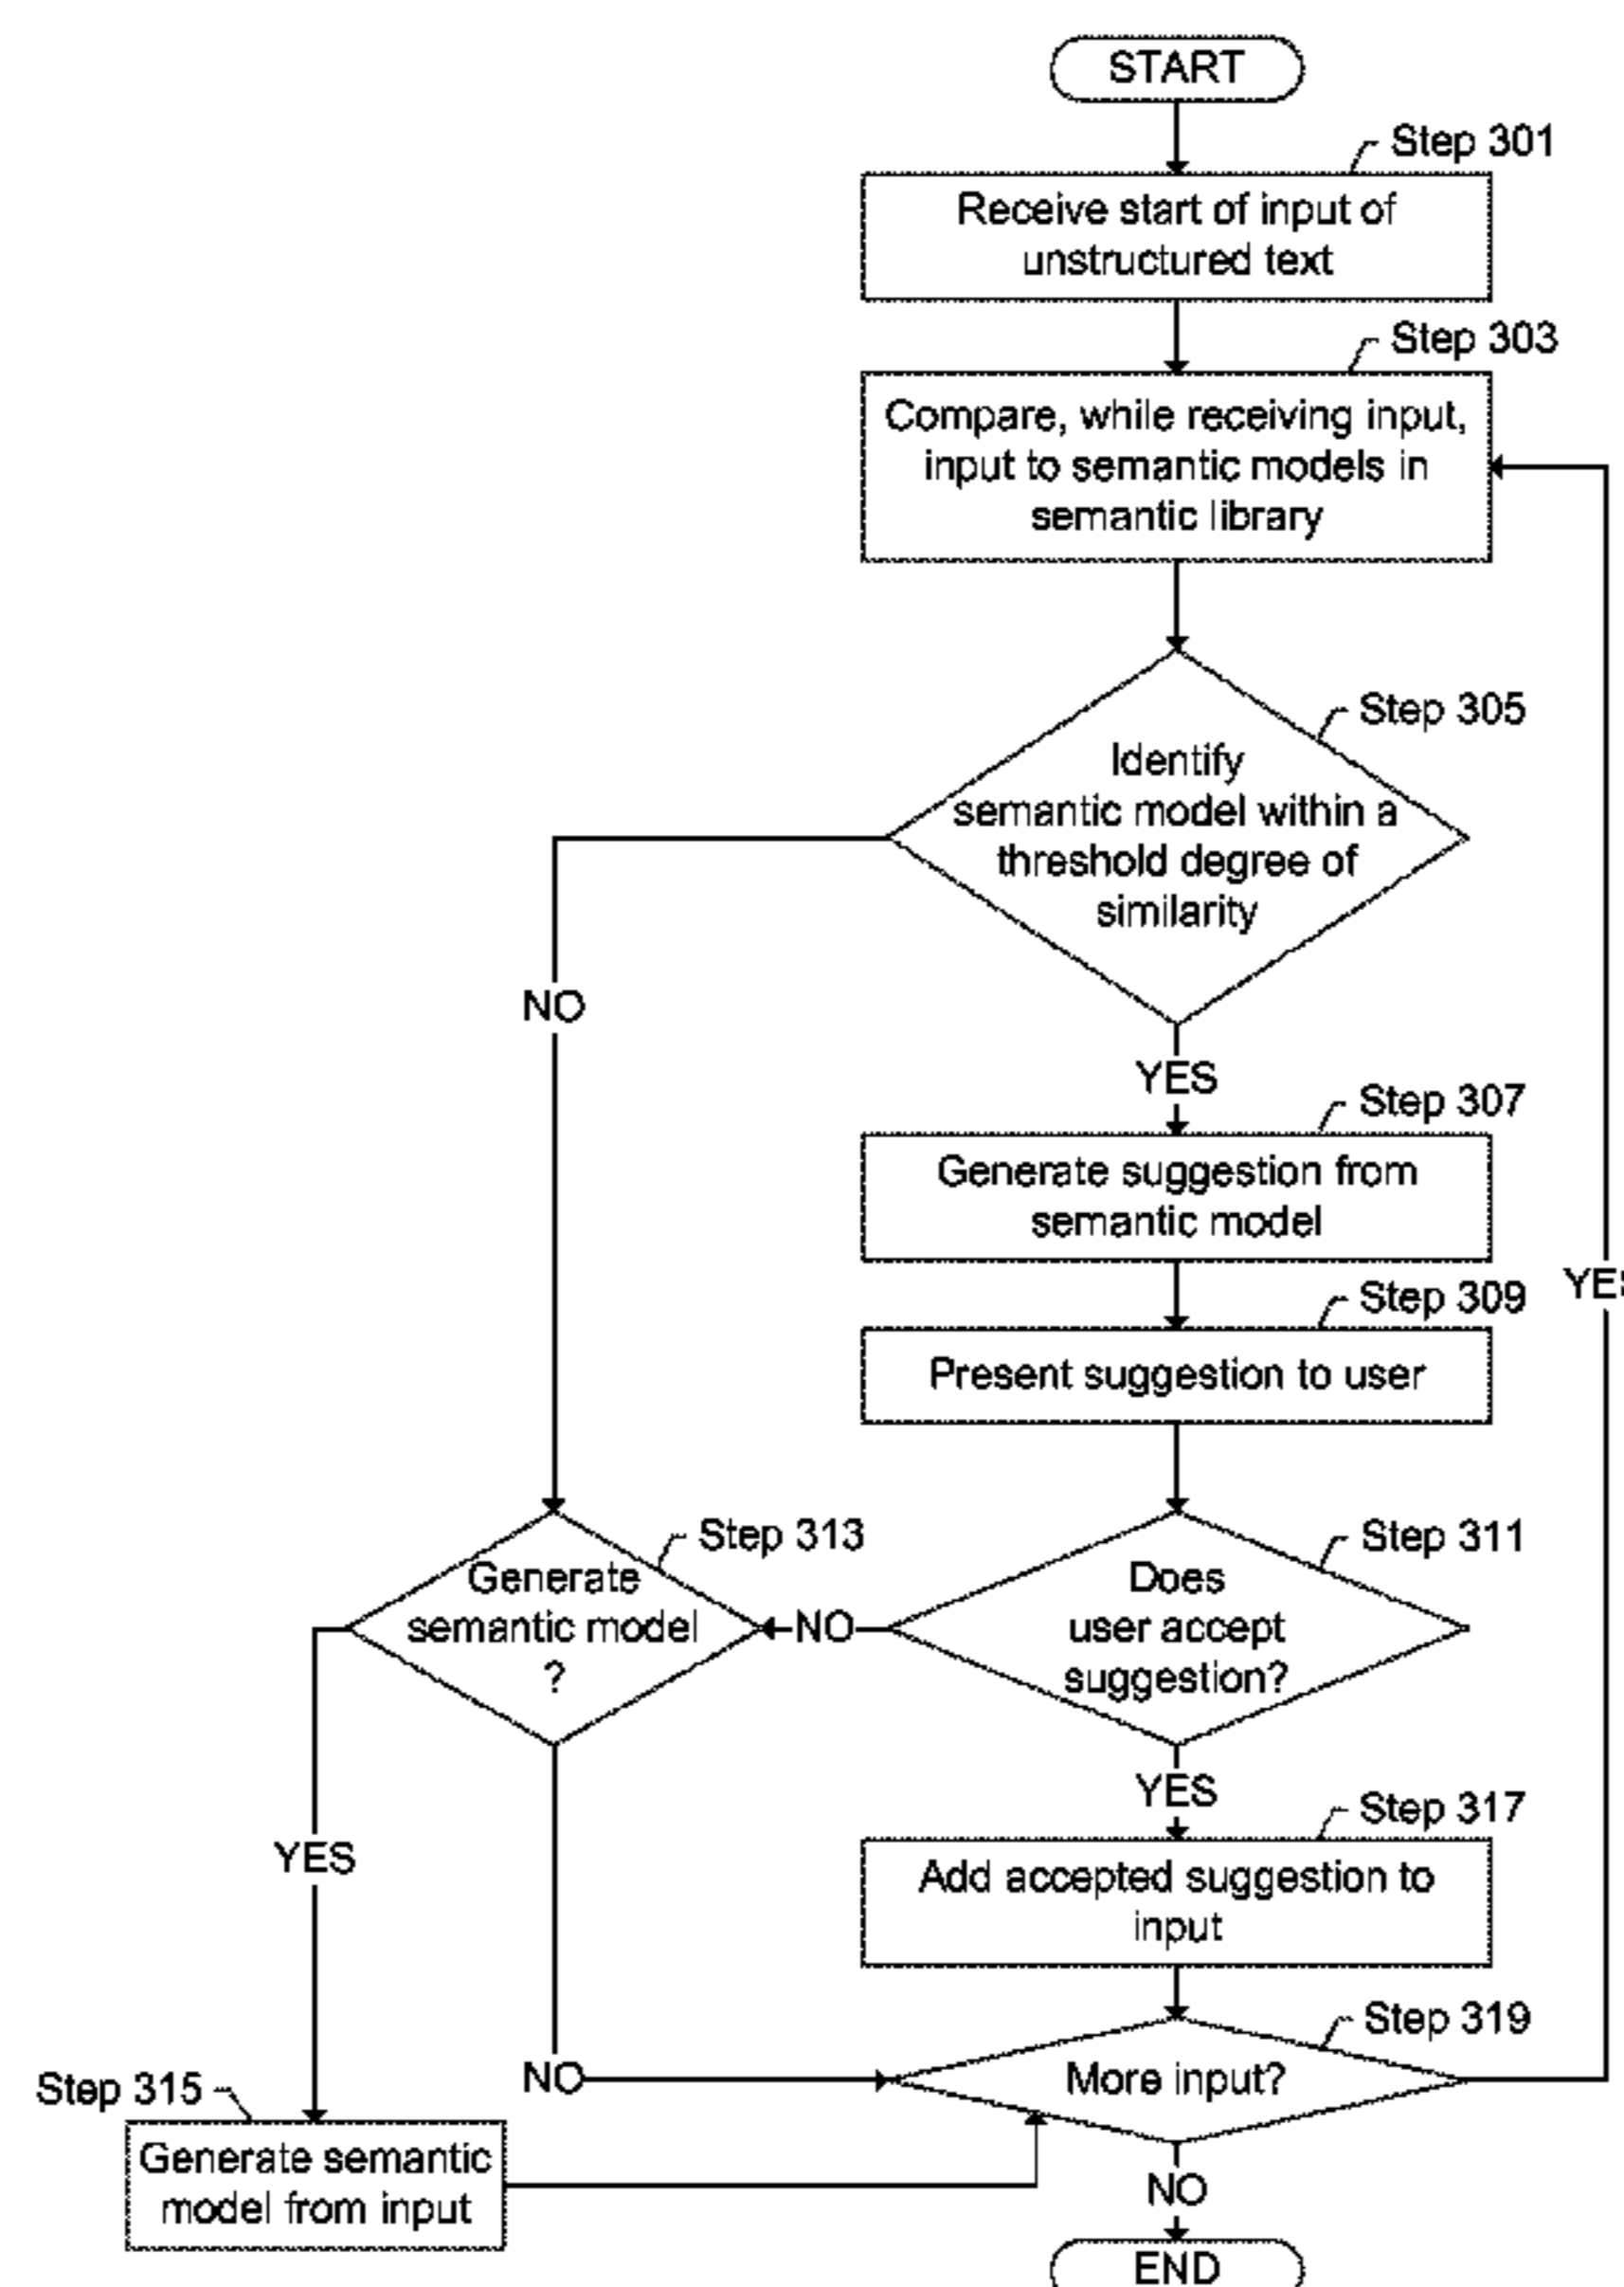 START
Step 301
Receive start of input of
unstructured text
Step 303
Compare, while receiving input,
input to semantic models in
semantic library
Step 305
Identify
semantic model within a
threshold degree of
similarity
NO
YES
Step 307
Generate suggestion from
semantic model
YES
Step 309
Present suggestion to user
Step 313
Generate
semantic model
?
NO
Step 311
Does
user accept
suggestion?
YES
YES
Step 317
Add accepted suggestion to
input
Step 319
More input?
NO
Step 315
Generate semantic
model from input
NO
END